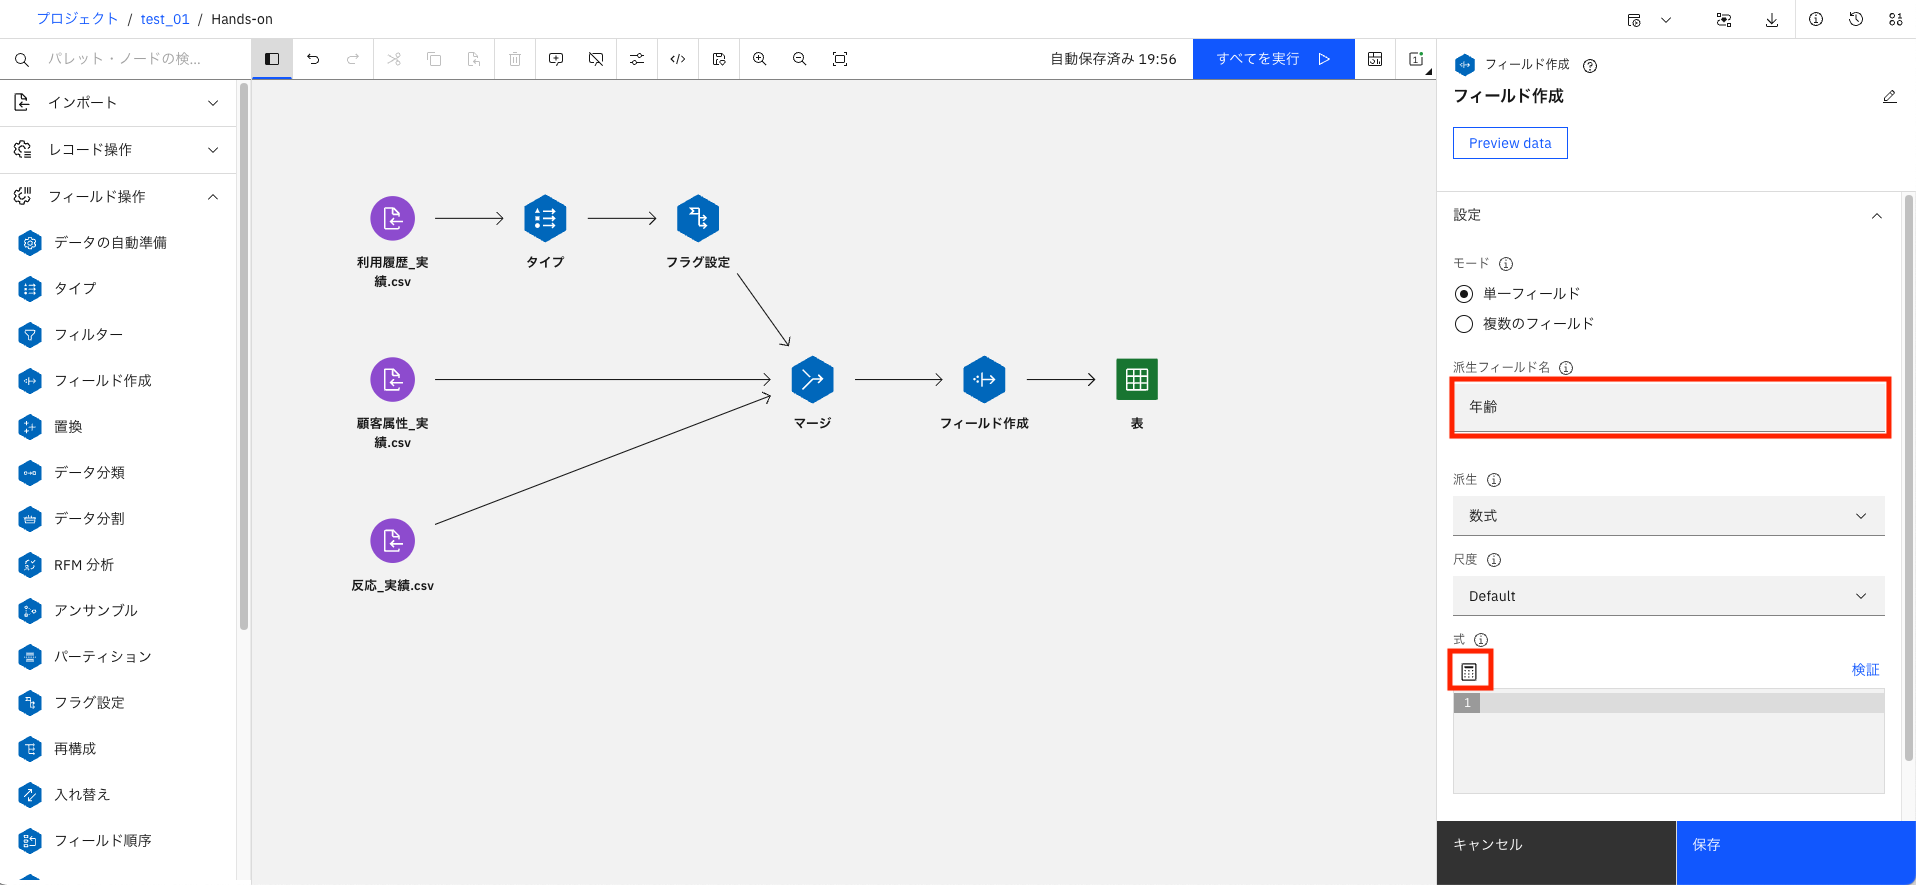 プロジェクト / test_01 / Hands-on
パレット・ノードの検...
自動保存済み 19:56
すべてを実行
インポート
レコード操作
フィールド操作
データの自動準備
タイプ
フィルター
フィールド作成
置換
データ分類
データ分割
RFM 分析
アンサンブル
パーティション
フラグ設定
再構成
入れ替え
フィールド順序
利用履歴_実
績.csv
タイプ
フラグ設定
顧客属性_実
績.csv
マージ
フィールド作成
表
反応_実績.csv
フィールド作成
フィールド作成
Preview data
設定
モード
単一フィールド
複数のフィールド
派生フィールド名
年齢
派生
数式
尺度
Default
式
検証
1
キャンセル
保存